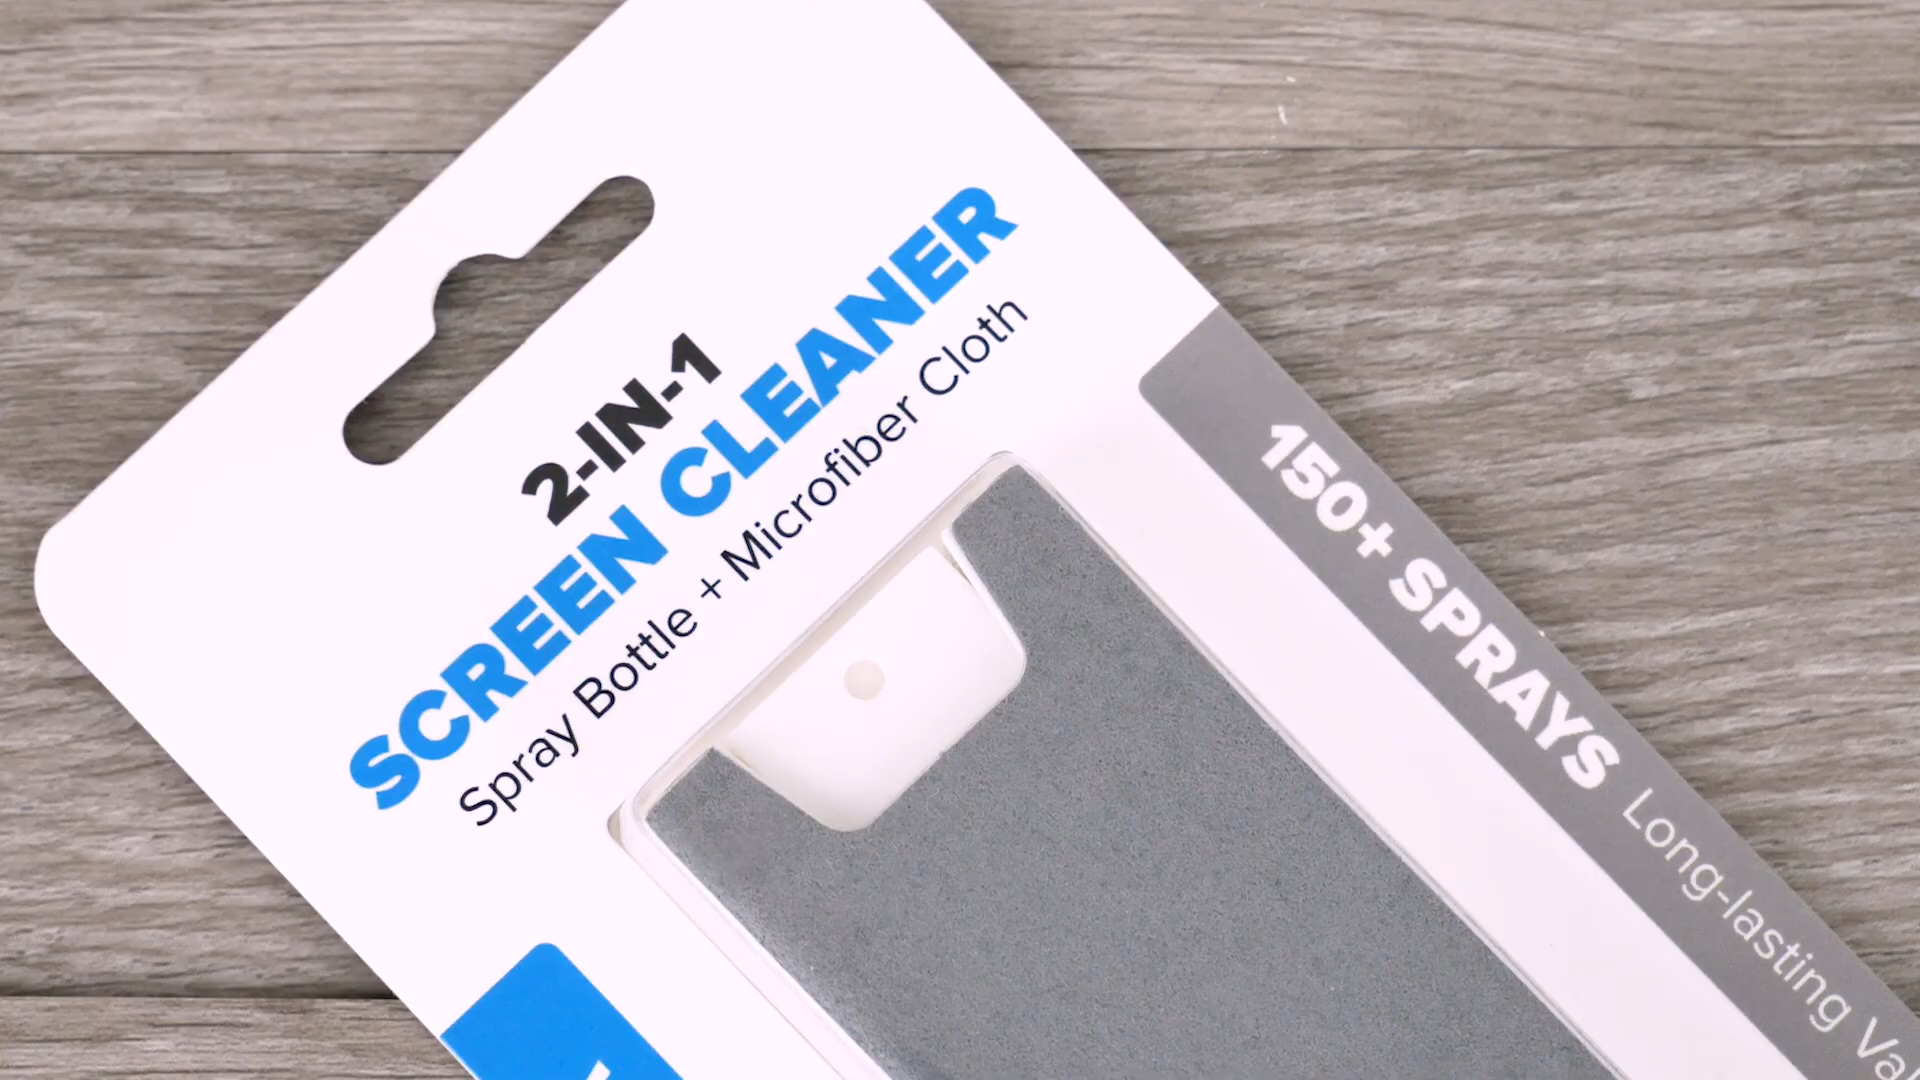 2-IN-1
SCREEN CLEANER
Spray Bottle + Microfiber Cloth
150+ SPRAYS Long-lasting